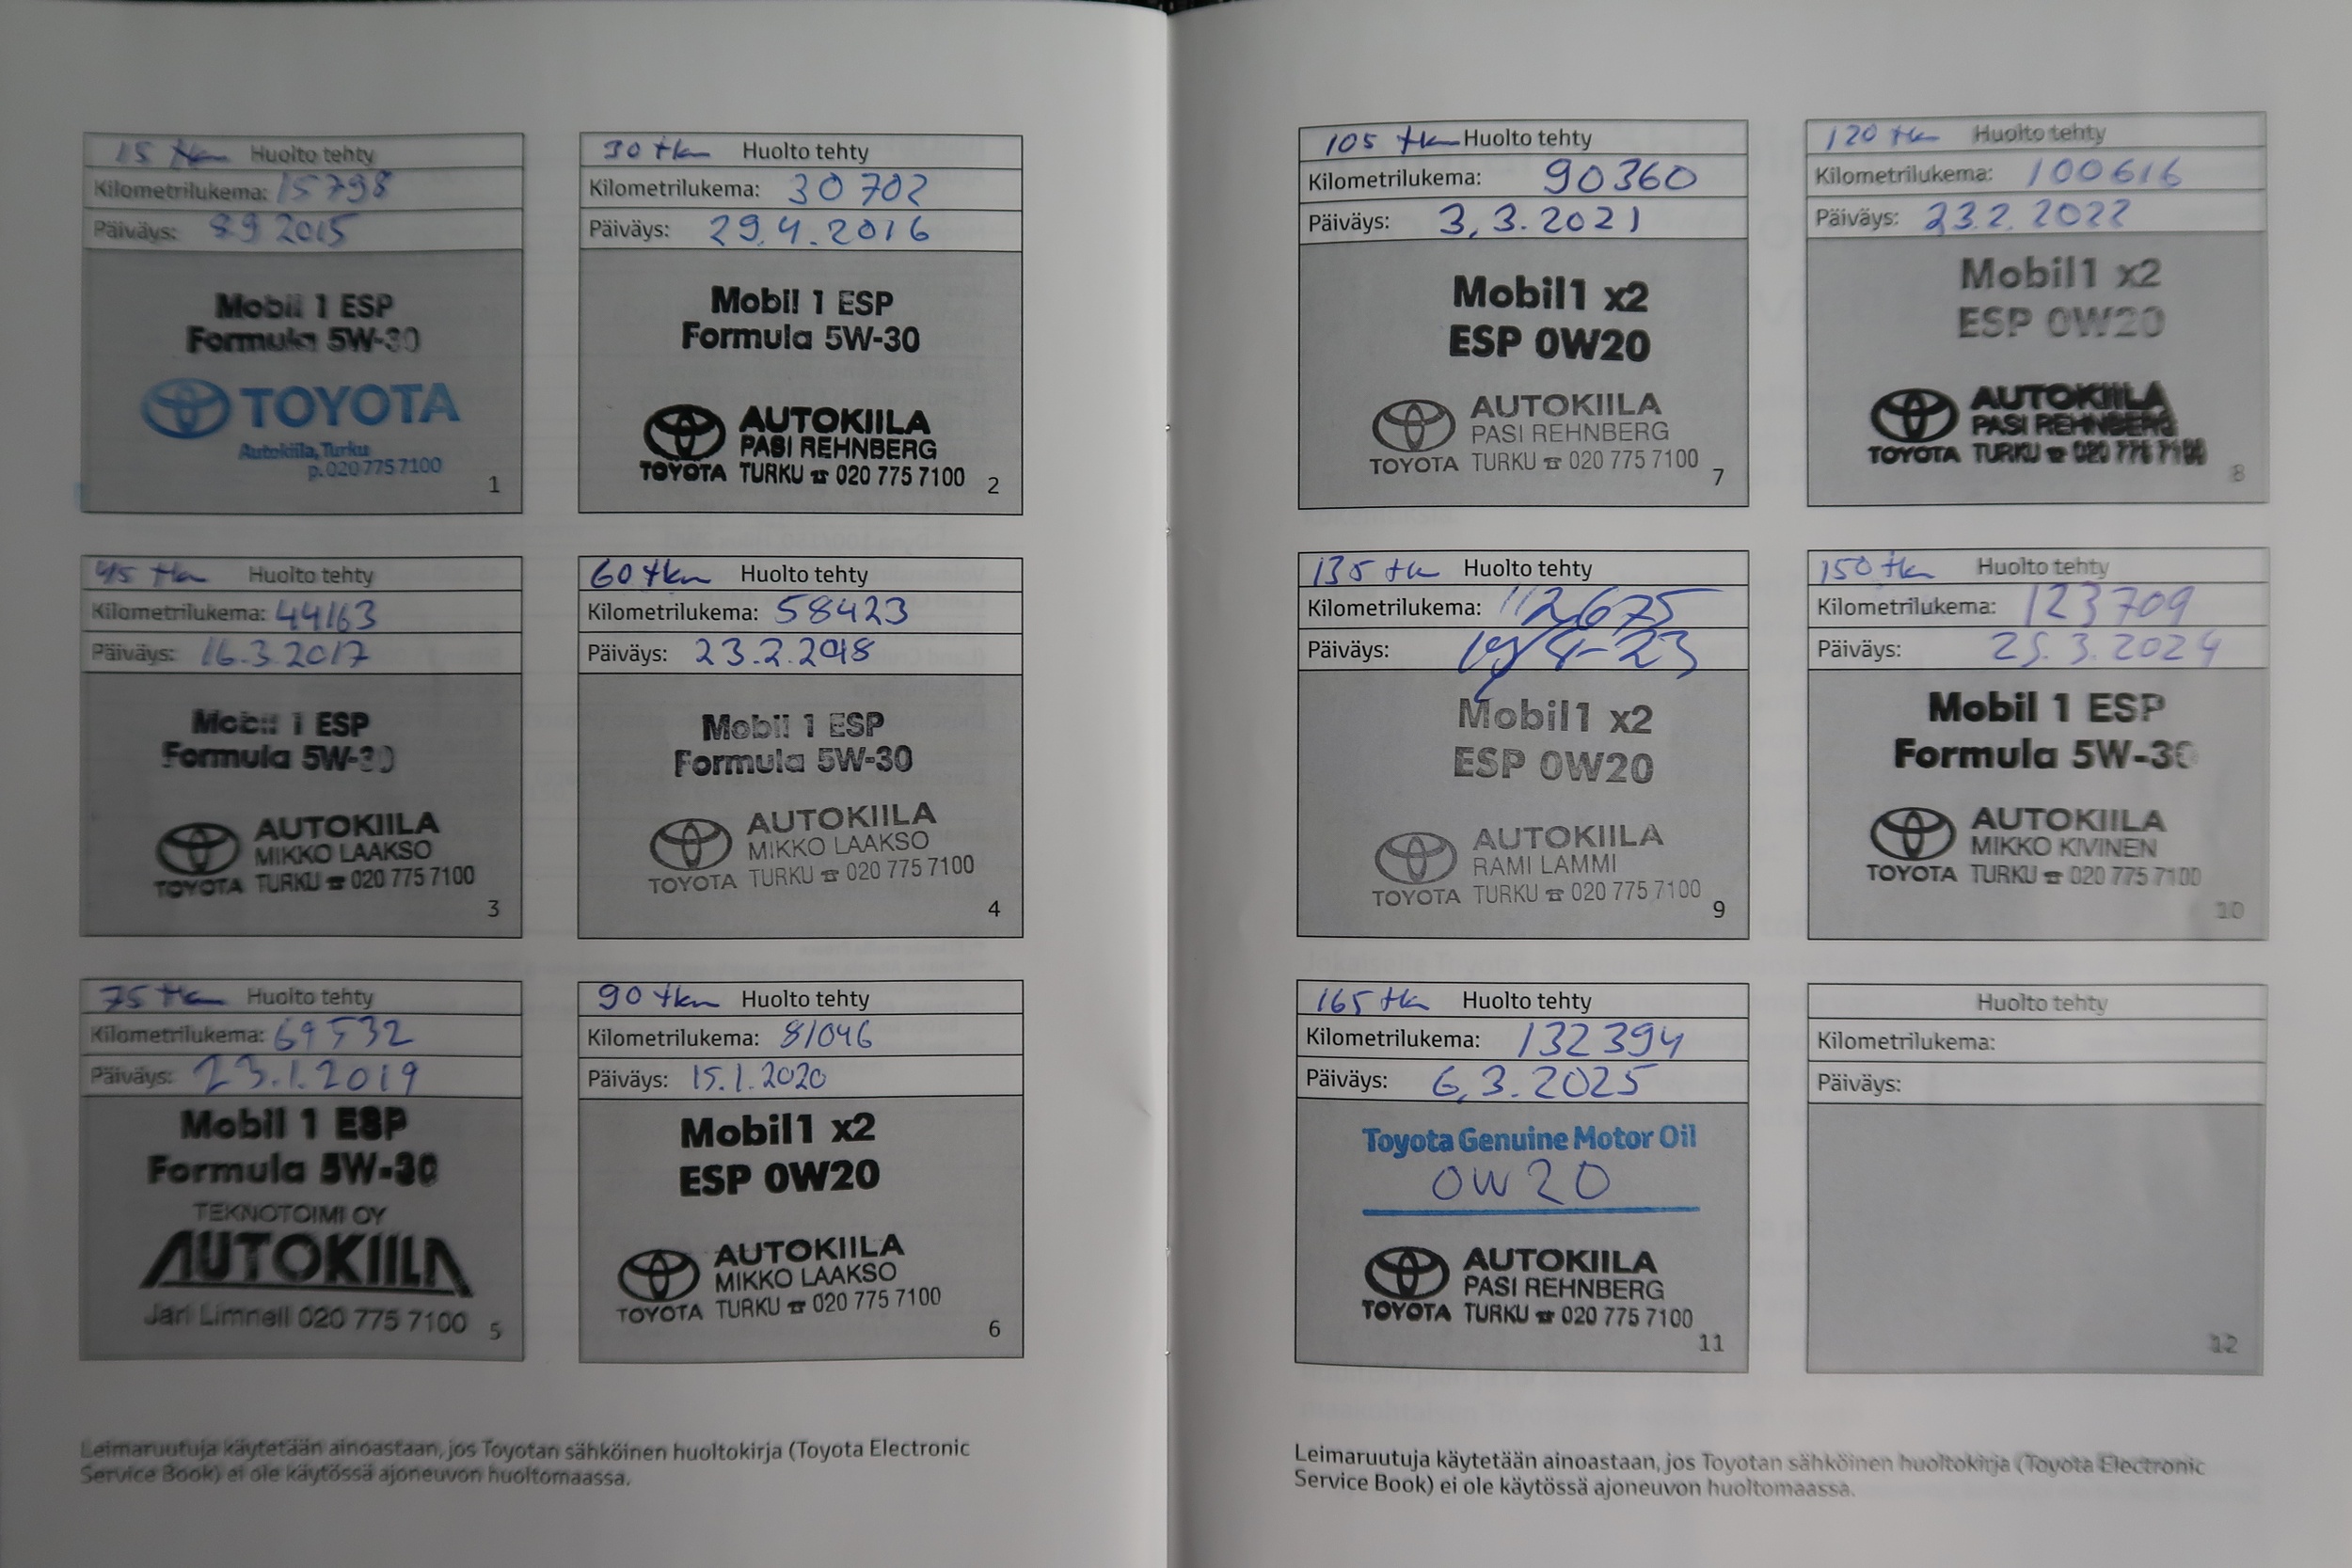 15 tkm Huolto tehty
Kilometrilukema: 15798
Päiväys: 8 9 2015
Mobil 1 ESP
Formula 5W-30
TOYOTA
Autokiila, Turku
p. 020 775 7100
1
30 tkm Huolto tehty
Kilometrilukema: 30 702
Päiväys: 29.4.2016
Mobil 1 ESP
Formula 5W-30
AUTOKIILA
PASI REHNBERG
TOYOTA TURKU ☎ 020 775 7100
2
45 tkm Huolto tehty
Kilometrilukema: 44163
Päiväys: 16.3.2017
Mobil 1 ESP
Formula 5W-30
AUTOKIILA
MIKKO LAAKSO
TOYOTA TURKU ☎ 020 775 7100
3
60 tkm Huolto tehty
Kilometrilukema: 58423
Päiväys: 23.2.2018
Mobil 1 ESP
Formula 5W-30
AUTOKIILA
MIKKO LAAKSO
TOYOTA TURKU ☎ 020 775 7100
4
75 tkm Huolto tehty
Kilometrilukema: 69532
Päiväys: 23.1.2019
Mobil 1 ESP
Formula 5W-30
TEKNOTOIMI OY
AUTOKIILA
Jari Limnell 020 775 7100
5
90 tkm Huolto tehty
Kilometrilukema: 81046
Päiväys: 15.1.2020
Mobil1 x2
ESP 0W20
AUTOKIILA
MIKKO LAAKSO
TOYOTA TURKU ☎ 020 775 7100
6
Leimaruutuja käytetään ainoastaan, jos Toyotan sähköinen huoltokirja (Toyota Electronic
Service Book) ei ole käytössä ajoneuvon huoltomaassa.
105 tkm Huolto tehty
Kilometrilukema: 90360
Päiväys: 3,3.2021
Mobil1 x2
ESP 0W20
AUTOKIILA
PASI REHNBERG
TOYOTA TURKU ☎ 020 775 7100
7
120 tkm Huolto tehty
Kilometrilukema: 100616
Päiväys: 23.2.2022
Mobil1 x2
ESP 0W20
AUTOKIILA
PASI REHNBERG
TOYOTA TURKU ☎ 020 775 7100
8
135 tkm Huolto tehty
Kilometrilukema: 112675
Päiväys: 19/4-23
Mobil1 x2
ESP 0W20
AUTOKIILA
RAMI LAMMI
TOYOTA TURKU ☎ 020 775 7100
9
150 tkm Huolto tehty
Kilometrilukema: 123709
Päiväys: 25.3.2024
Mobil 1 ESP
Formula 5W-30
AUTOKIILA
MIKKO KIVINEN
TOYOTA TURKU ☎ 020 775 7100
10
165 tkm Huolto tehty
Kilometrilukema: 132 394
Päiväys: 6,3.2025
Toyota Genuine Motor Oil
0W20
AUTOKIILA
PASI REHNBERG
TOYOTA TURKU ☎ 020 775 7100
11
Huolto tehty
Kilometrilukema:
Päiväys:
12
Leimaruutuja käytetään ainoastaan, jos Toyotan sähköinen huoltokirja (Toyota Electronic
Service Book) ei ole käytössä ajoneuvon huoltomaassa.